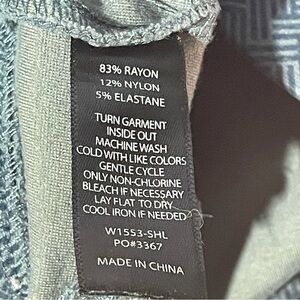 83% RAYON
12% NYLON
5% ELASTANE
TURN GARMENT
INSIDE OUT
MACHINE WASH
COLD WITH LIKE COLORS
GENTLE CYCLE
ONLY NON-CHLORINE
BLEACH IF NECESSARY
LAY FLAT TO DRY
COOL IRON IF NEEDED
W1553-SHL
PO#3367
MADE IN CHINA